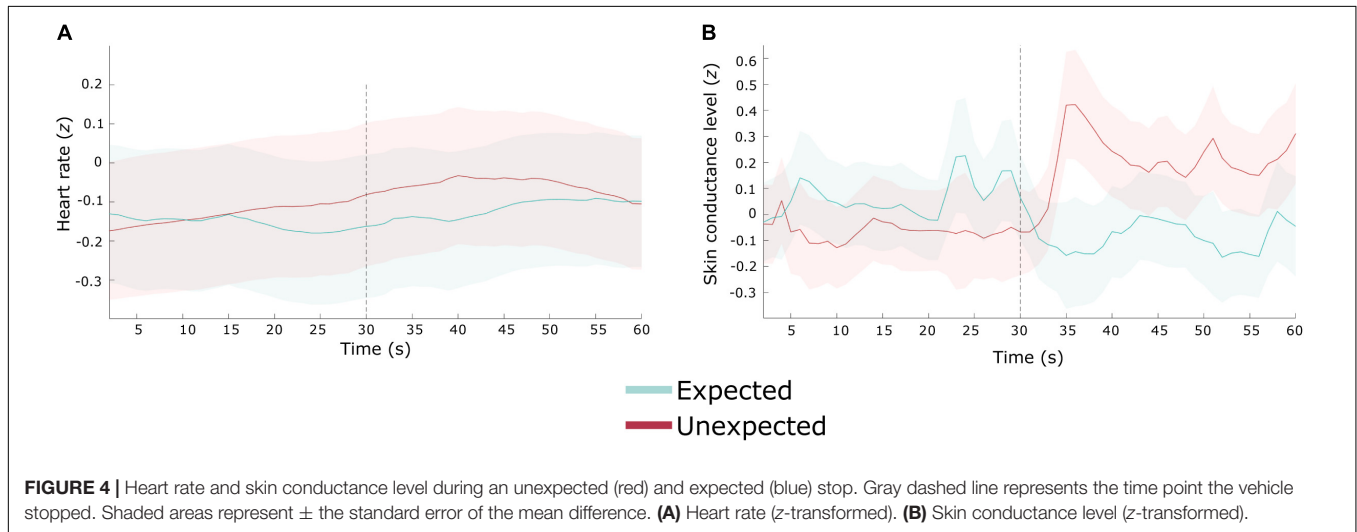 A
B
Heart rate (z)
0.2
0.1
0
-0.1
-0.2
-0.3
5 10 15 20 25 30 35 40 45 50 55 60
Time (s)
Skin conductance level (z)
0.6
0.5
0.4
0.3
0.2
0.1
0
-0.1
-0.2
-0.3
5 10 15 20 25 30 35 40 45 50 55 60
Time (s)
Expected
Unexpected
FIGURE 4 | Heart rate and skin conductance level during an unexpected (red) and expected (blue) stop. Gray dashed line represents the time point the vehicle
stopped. Shaded areas represent ± the standard error of the mean difference. (A) Heart rate (z-transformed). (B) Skin conductance level (z-transformed).